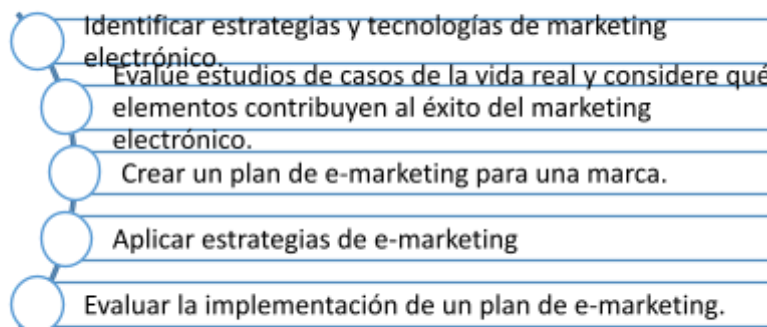 Identificar estrategias y tecnologías de marketing
electrónico.
Evalúe estudios de casos de la vida real y considere qué
elementos contribuyen al éxito del marketing
electrónico.
Crear un plan de e-marketing para una marca.
Aplicar estrategias de e-marketing
Evaluar la implementación de un plan de e-marketing.